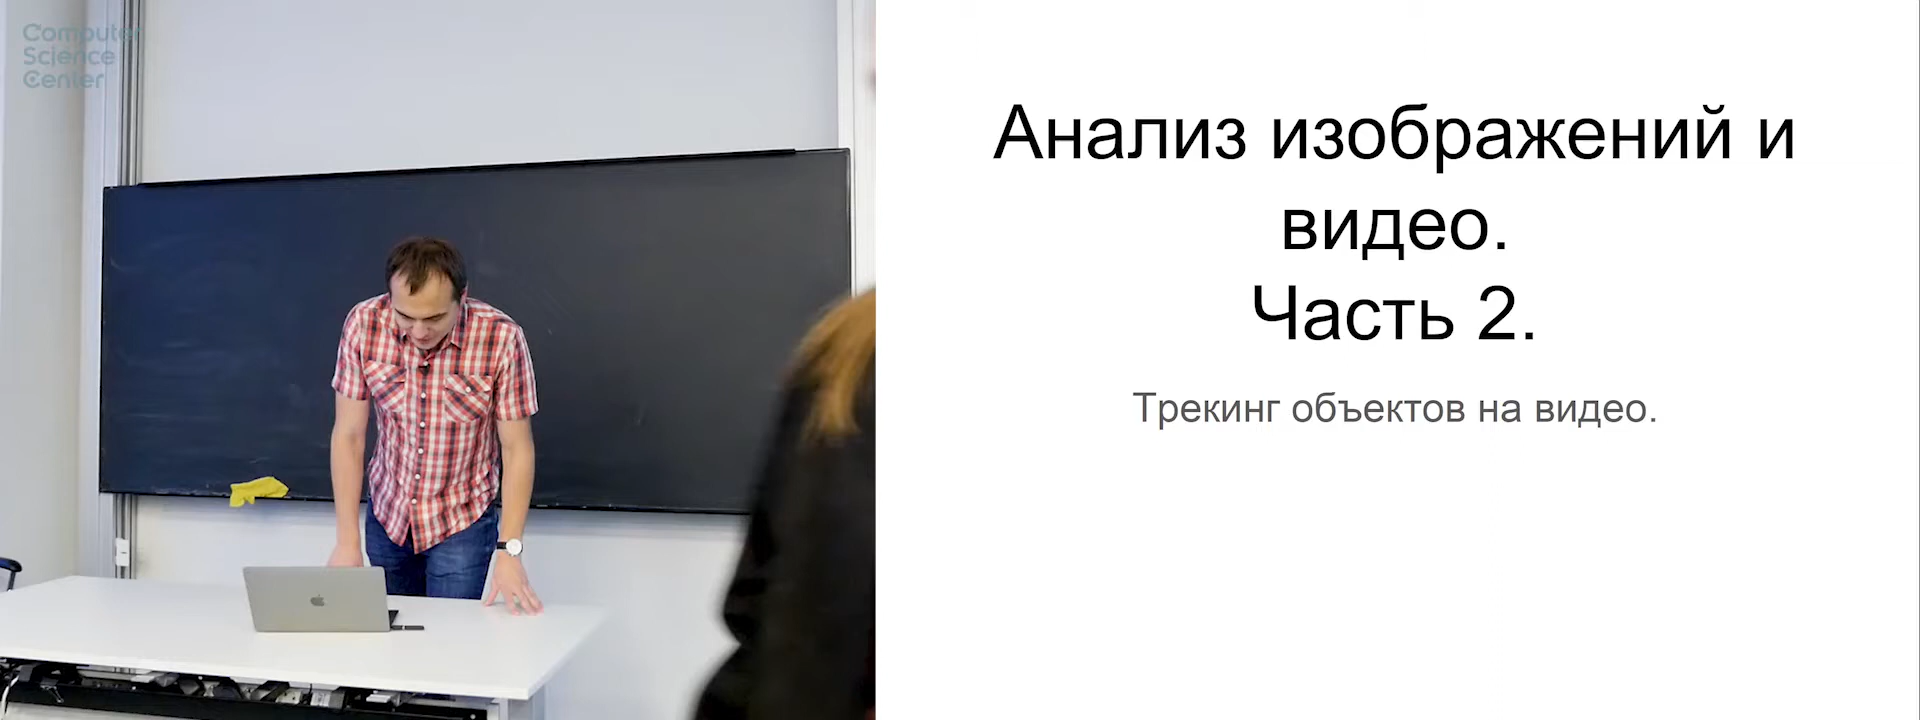 Computer
Science
Center
Анализ изображений и
видео.
Часть 2.
Трекинг объектов на видео.